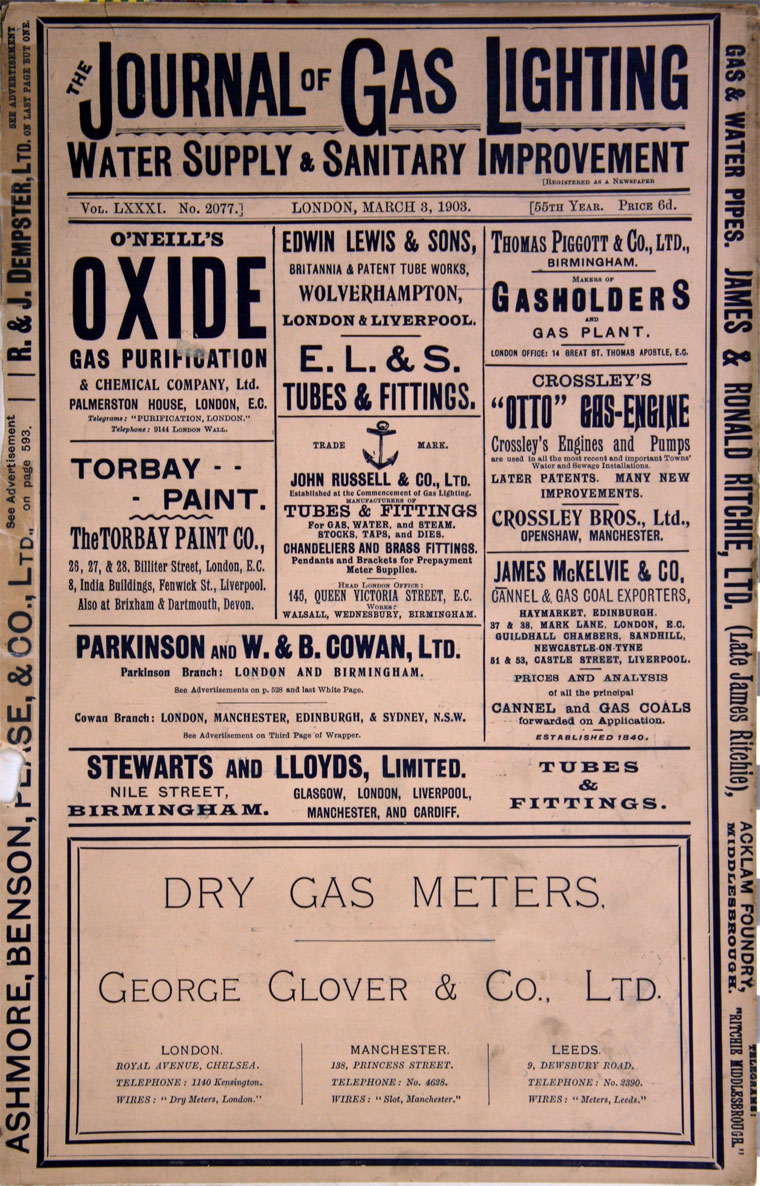 THE JOURNAL OF GAS LIGHTING
WATER SUPPLY & SANITARY IMPROVEMENT
[REGISTERED AS A NEWSPAPER
VOL. LXXXI. No. 2077.] LONDON, MARCH 3, 1903. [55TH YEAR. PRICE 6d.
O'NEILL'S
OXIDE
GAS PURIFICATION
& CHEMICAL COMPANY, Ltd.
PALMERSTON HOUSE, LONDON, E.C.
Telegrams: "PURIFICATION, LONDON."
Telephone: 9144 LONDON WALL.
TORBAY - -
- PAINT.
The TORBAY PAINT CO.,
26, 27, & 28, Billiter Street, London, E.C.
8, India Buildings, Fenwick St., Liverpool.
Also at Brixham & Dartmouth, Devon.
EDWIN LEWIS & SONS,
BRITANNIA & PATENT TUBE WORKS,
WOLVERHAMPTON,
LONDON & LIVERPOOL.
E. L. & S.
TUBES & FITTINGS.
TRADE MARK.
JOHN RUSSELL & CO., LTD.
Established at the Commencement of Gas Lighting.
MANUFACTURERS OF
TUBES & FITTINGS
For GAS, WATER, and STEAM.
STOCKS, TAPS, and DIES.
CHANDELIERS AND BRASS FITTINGS.
Pendants and Brackets for Prepayment
Meter Supplies.
HEAD LONDON OFFICE:
145, QUEEN VICTORIA STREET, E.C.
WORKS:
WALSALL, WEDNESBURY, BIRMINGHAM.
THOMAS PIGGOTT & CO., LTD.,
BIRMINGHAM.
MAKERS OF
GASHOLDERS
AND
GAS PLANT.
LONDON OFFICE: 14 GREAT ST. THOMAS APOSTLE, E.C.
CROSSLEY'S
"OTTO" GAS-ENGINE
Crossley's Engines and Pumps
are used in all the most recent and important Towns'
Water and Sewage Installations.
LATER PATENTS. MANY NEW
IMPROVEMENTS.
CROSSLEY BROS., Ltd.,
OPENSHAW, MANCHESTER.
JAMES McKELVIE & CO,
CANNEL & GAS COAL EXPORTERS,
HAYMARKET, EDINBURGH.
37 & 38, MARK LANE, LONDON, E.C.
GUILDHALL CHAMBERS, SANDHILL,
NEWCASTLE-ON-TYNE
51 & 53, CASTLE STREET, LIVERPOOL.
PRICES AND ANALYSIS
of all the principal
CANNEL and GAS COALS
forwarded on Application.
ESTABLISHED 1840.
PARKINSON AND W. & B. COWAN, LTD.
Parkinson Branch: LONDON AND BIRMINGHAM.
See Advertisements on p. 528 and last White Page.
Cowan Branch: LONDON, MANCHESTER, EDINBURGH, & SYDNEY, N.S.W.
See Advertisement on Third Page of Wrapper.
STEWARTS AND LLOYDS, LIMITED.
NILE STREET,
BIRMINGHAM.
GLASGOW, LONDON, LIVERPOOL,
MANCHESTER, AND CARDIFF.
TUBES
&
FITTINGS.
DRY GAS METERS.
GEORGE GLOVER & CO., LTD.
LONDON.
ROYAL AVENUE, CHELSEA.
TELEPHONE: 1140 Kensington.
WIRES: "Dry Meters, London."
MANCHESTER.
138, PRINCESS STREET.
TELEPHONE: No. 4628.
WIRES: "Slot, Manchester."
LEEDS.
9, DEWSBURY ROAD.
TELEPHONE: No. 2390.
WIRES: "Meters, Leeds."
ASHMORE, BENSON, PEASE, & CO., LTD., See Advertisement on page 593.
R. & J. DEMPSTER, LTD. SEE ADVERTISEMENT ON LAST PAGE BUT ONE.
GAS & WATER PIPES. JAMES & RONALD RITCHIE, LTD. (Late James Ritchie),
ACKLAM FOUNDRY,
MIDDLESBROUGH.
TELEGRAMS:
"RITCHIE MIDDLESBROUGH."